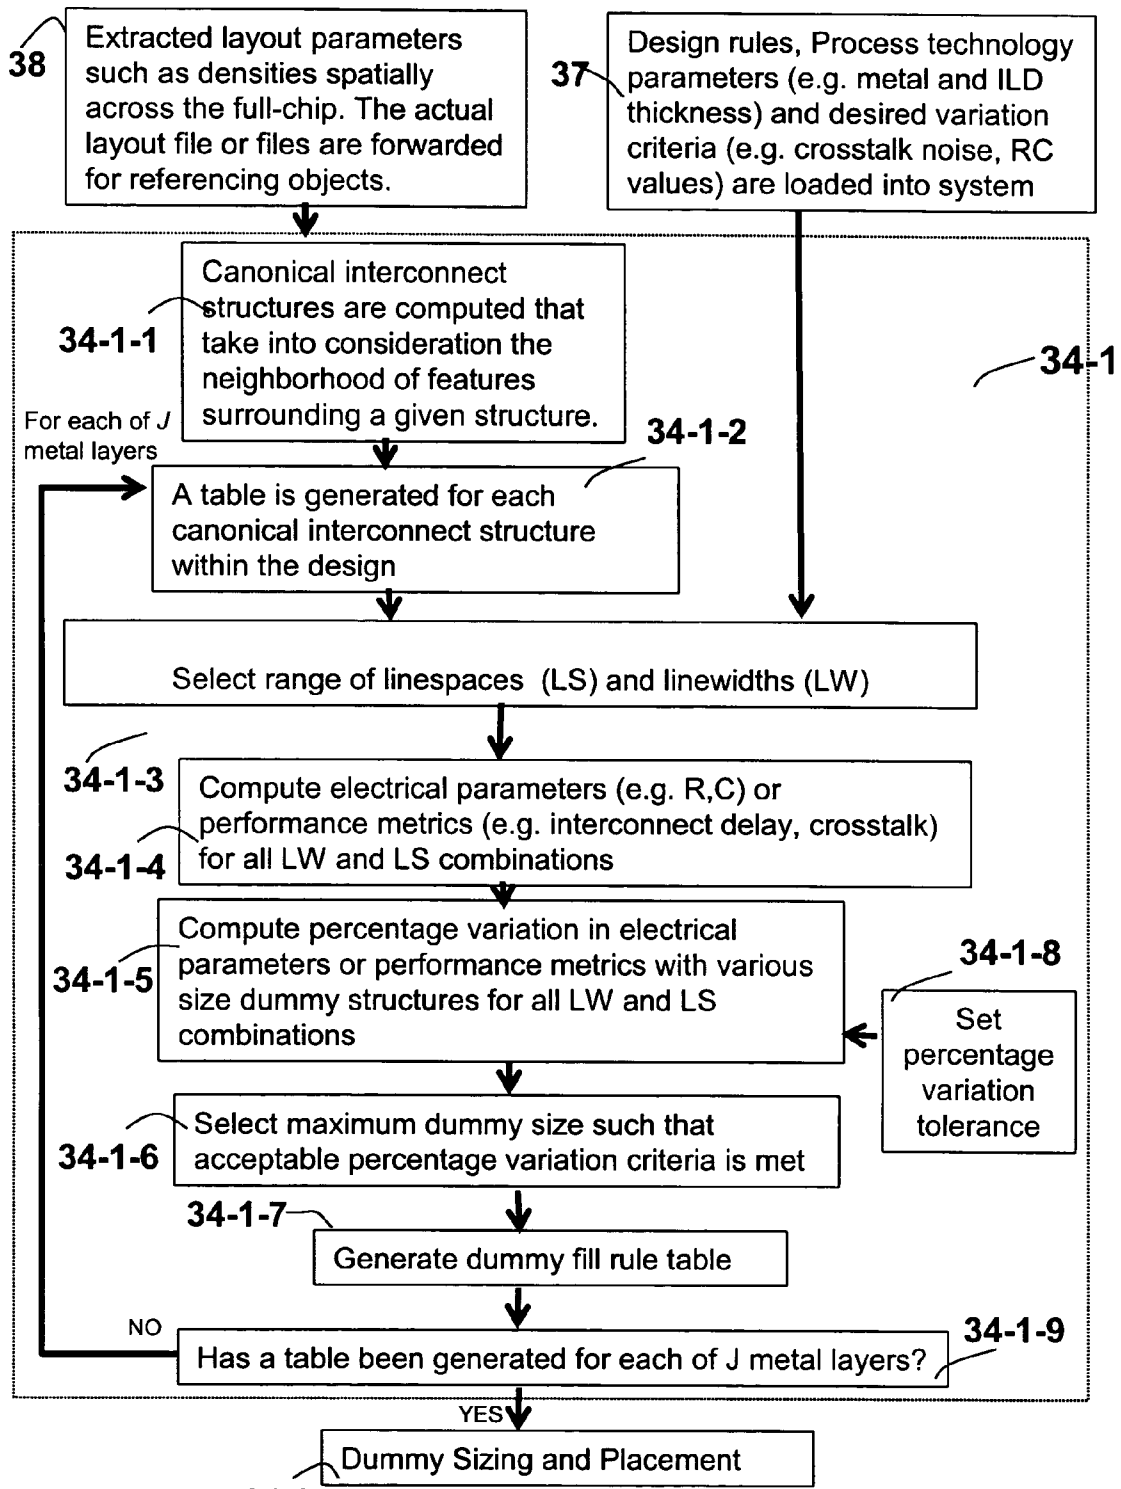 38
Extracted layout parameters
such as densities spatially
across the full-chip. The actual
layout file or files are forwarded
for referencing objects.
37
Design rules, Process technology
parameters (e.g. metal and ILD
thickness) and desired variation
criteria (e.g. crosstalk noise, RC
values) are loaded into system
34-1
34-1-1
Canonical interconnect
structures are computed that
take into consideration the
neighborhood of features
surrounding a given structure.
For each of J
metal layers
34-1-2
A table is generated for each
canonical interconnect structure
within the design
Select range of linespaces (LS) and linewidths (LW)
34-1-3
34-1-4
Compute electrical parameters (e.g. R,C) or
performance metrics (e.g. interconnect delay, crosstalk)
for all LW and LS combinations
34-1-5
Compute percentage variation in electrical
parameters or performance metrics with various
size dummy structures for all LW and LS
combinations
34-1-8
Set
percentage
variation
tolerance
34-1-6
Select maximum dummy size such that
acceptable percentage variation criteria is met
34-1-7
Generate dummy fill rule table
NO
34-1-9
Has a table been generated for each of J metal layers?
YES
Dummy Sizing and Placement